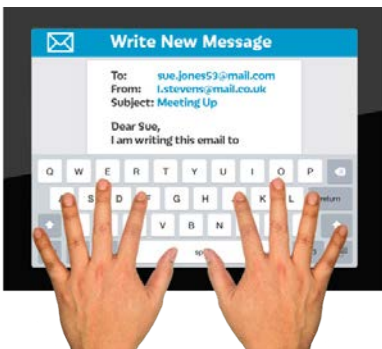 Write New Message
To: sue.jones53@mail.com
From: l.stevens@mail.co.uk
Subject: Meeting Up
Dear Sue,
I am writing this email to
Q W E R T Y U I O P
S D F G H K L return
V B N